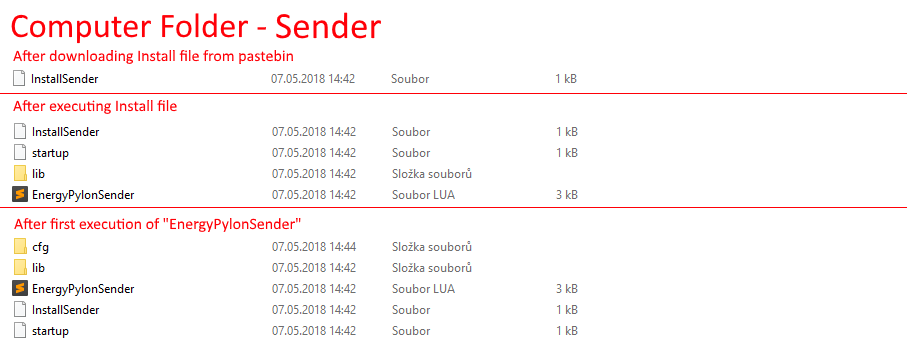 Computer Folder - Sender
After downloading Install file from pastebin
InstallSender 07.05.2018 14:42 Soubor 1 kB
After executing Install file
InstallSender 07.05.2018 14:42 Soubor 1 kB
startup 07.05.2018 14:42 Soubor 1 kB
lib 07.05.2018 14:42 Složka souborů
EnergyPylonSender 07.05.2018 14:42 Soubor LUA 3 kB
After first execution of "EnergyPylonSender"
cfg 07.05.2018 14:44 Složka souborů
lib 07.05.2018 14:42 Složka souborů
EnergyPylonSender 07.05.2018 14:42 Soubor LUA 3 kB
InstallSender 07.05.2018 14:42 Soubor 1 kB
startup 07.05.2018 14:42 Soubor 1 kB